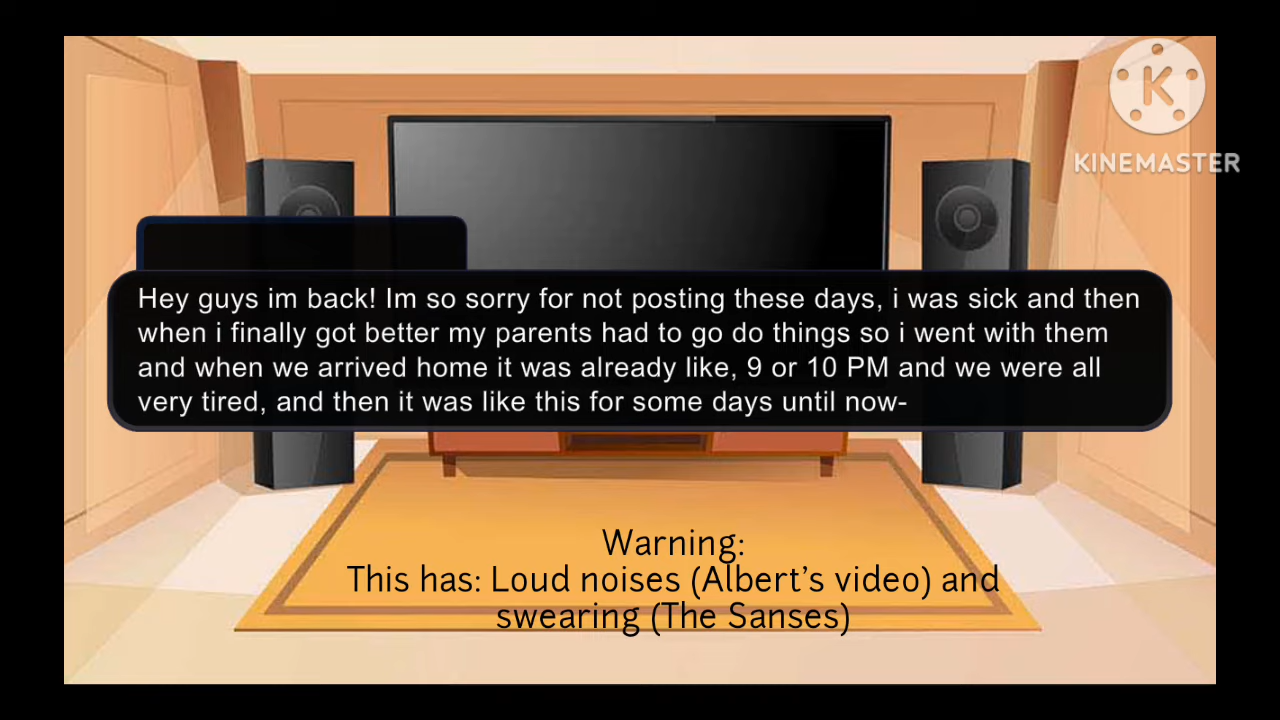 K
KINEMASTER
Hey guys im back! Im so sorry for not posting these days, i was sick and then
when i finally got better my parents had to go do things so i went with them
and when we arrived home it was already like, 9 or 10 PM and we were all
very tired, and then it was like this for some days until now-
Warning:
This has: Loud noises (Albert’s video) and
swearing (The Sanses)